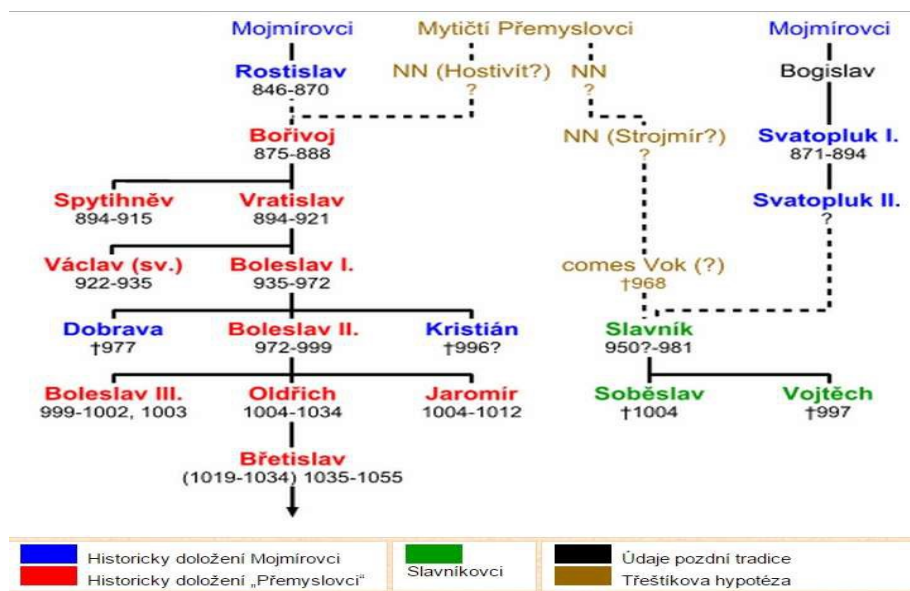 Mojmírovci Mytičtí Přemyslovci Mojmírovci
Rostislav NN (Hostivít?) NN Bogislav
846-870 ? ?
Bořivoj NN (Strojmír?) Svatopluk I.
875-888 ? 871-894
Spytihněv Vratislav Svatopluk II.
894-915 894-921 ?
Václav (sv.) Boleslav I. comes Vok (?)
922-935 935-972 †968
Dobrava Boleslav II. Kristián Slavník
†977 972-999 †996? 950?-981
Boleslav III. Oldřich Jaromír Soběslav Vojtěch
999-1002, 1003 1004-1034 1004-1012 †1004 †997
Břetislav
(1019-1034) 1035-1055
Historicky doložení Mojmírovci
Historicky doložení „Přemyslovci“
Slavníkovci
Údaje pozdní tradice
Třeštíkova hypotéza